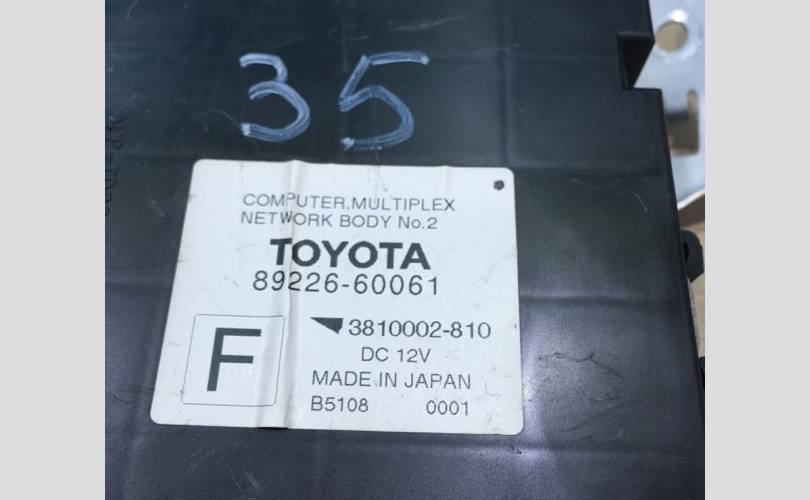 35
COMPUTER,MULTIPLEX
NETWORK BODY No.2
TOYOTA
89226-60061
F
3810002-810
DC 12V
MADE IN JAPAN
B5108 0001